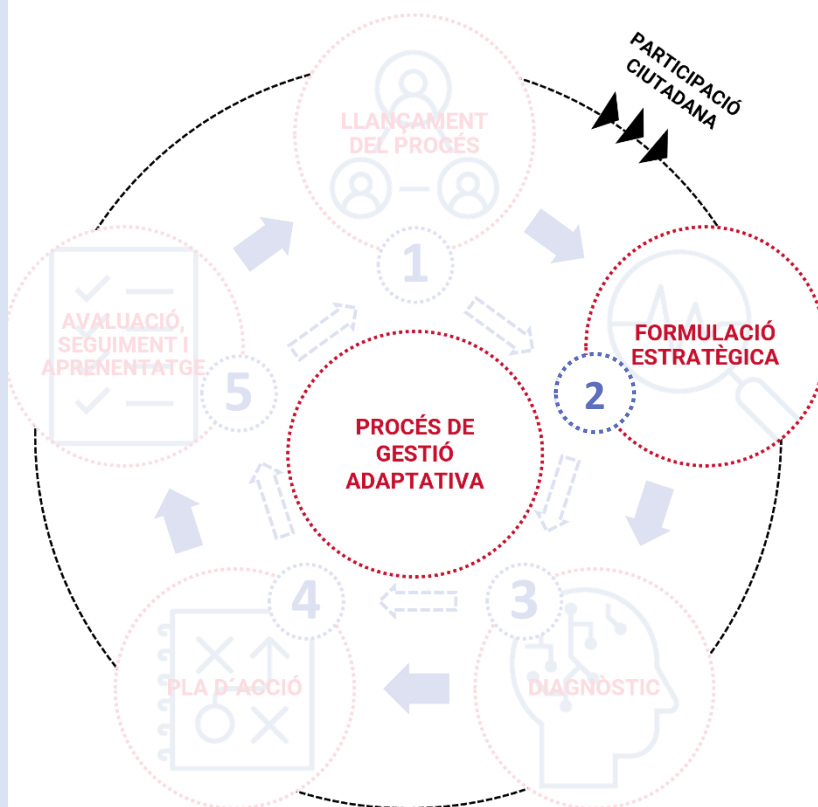 PARTICIPACIÓ
CIUTADANA
LLANÇAMENT
DEL PROCÉS
1
FORMULACIÓ
ESTRATÈGICA
2
AVALUACIÓ,
SEGUIMENT I
APRENENTATGE
5
PROCÉS DE
GESTIÓ
ADAPTATIVA
4
3
PLA D´ACCIÓ
DIAGNÒSTIC